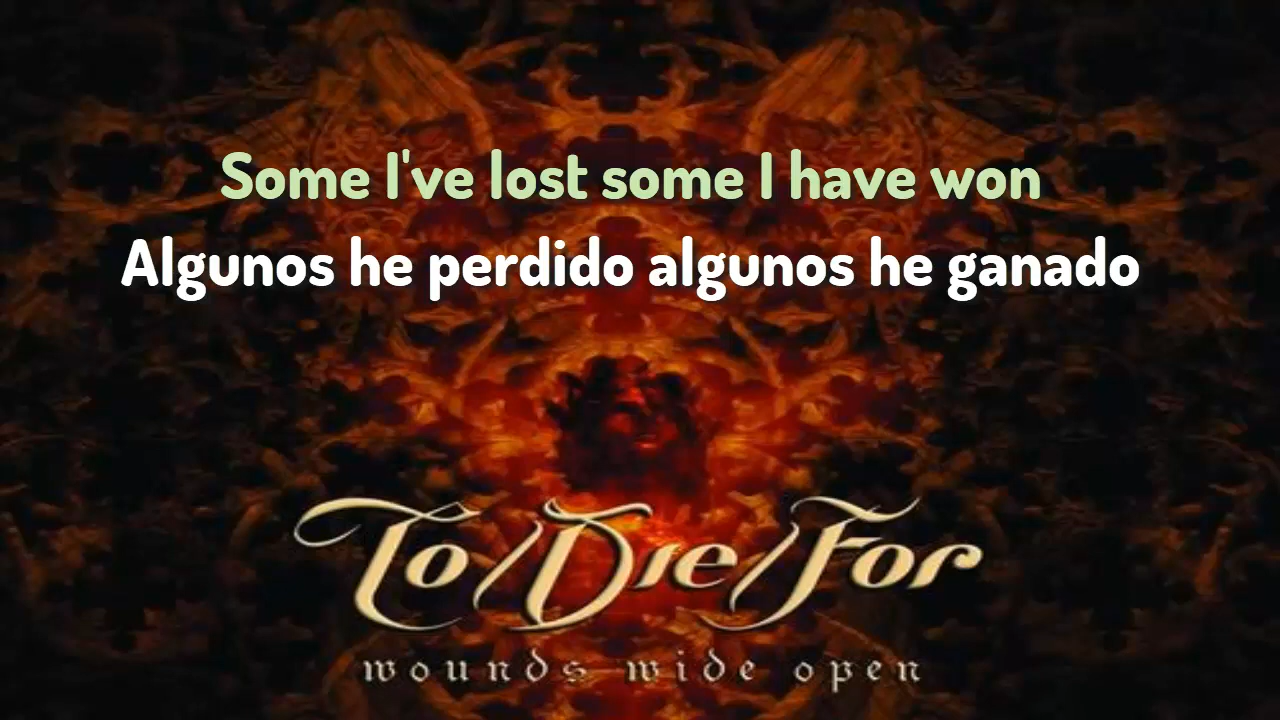 Some I've lost some I have won
Algunos he perdido algunos he ganado
To/Die/For
wounds wide open